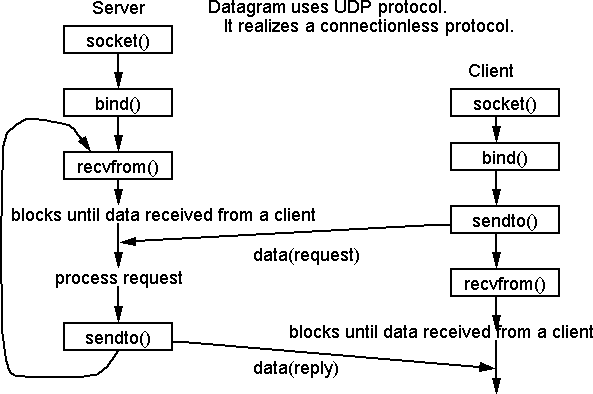 Server
Datagram uses UDP protocol.
It realizes a connectionless protocol.
socket()
Client
bind()
socket()
recvfrom()
bind()
blocks until data received from a client
sendto()
data(request)
process request
recvfrom()
sendto()
blocks until data received from a client
data(reply)